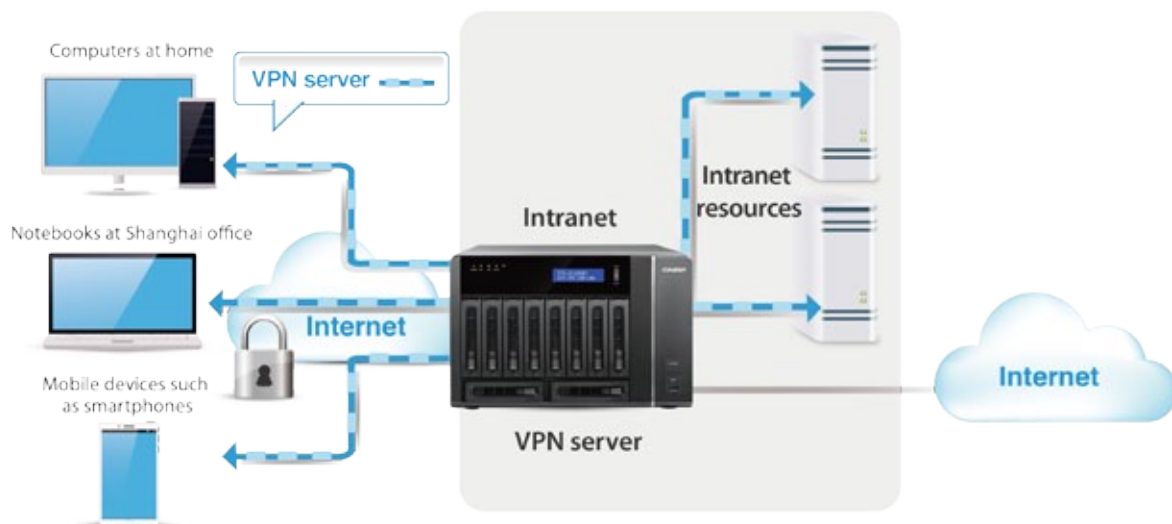 Computers at home
VPN server
Notebooks at Shanghai office
Internet
Mobile devices such
as smartphones
Intranet
VPN server
Intranet
resources
Internet